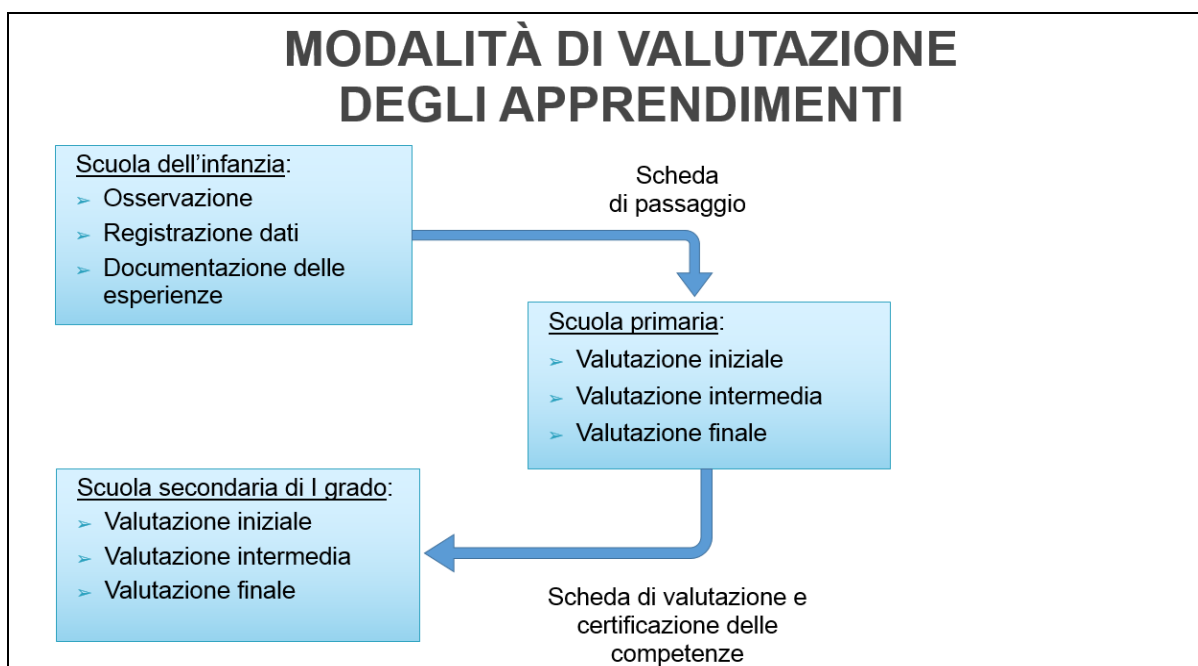 MODALITÀ DI VALUTAZIONE
DEGLI APPRENDIMENTI
Scuola dell’infanzia:
➢ Osservazione
➢ Registrazione dati
➢ Documentazione delle
esperienze
Scheda
di passaggio
Scuola primaria:
➢ Valutazione iniziale
➢ Valutazione intermedia
➢ Valutazione finale
Scuola secondaria di I grado:
➢ Valutazione iniziale
➢ Valutazione intermedia
➢ Valutazione finale
Scheda di valutazione e
certificazione delle
competenze